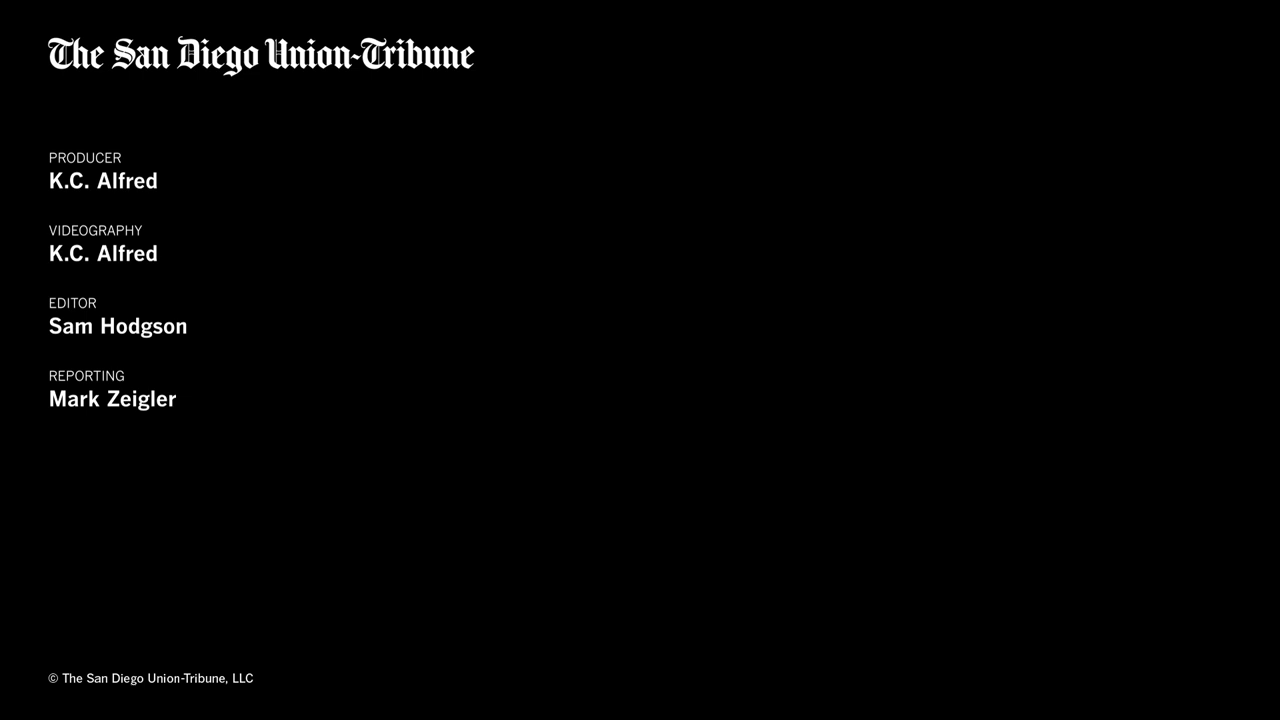 The San Diego Union-Tribune
PRODUCER
K.C. Alfred
VIDEOGRAPHY
K.C. Alfred
EDITOR
Sam Hodgson
REPORTING
Mark Zeigler
© The San Diego Union-Tribune, LLC